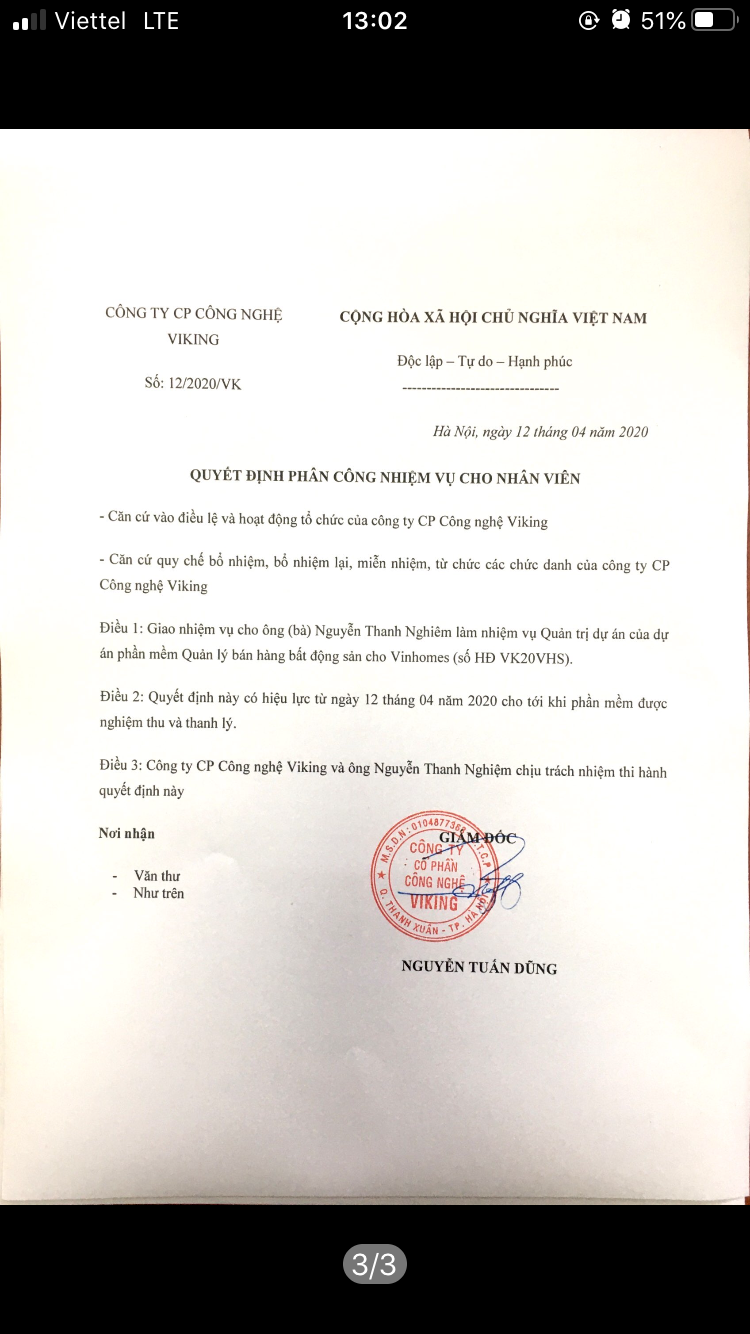 Viettel LTE 13:02 51%
CÔNG TY CP CÔNG NGHỆ
VIKING
Số: 12/2020/VK
CỘNG HÒA XÃ HỘI CHỦ NGHĨA VIỆT NAM
Độc lập – Tự do – Hạnh phúc
--------------------------------
Hà Nội, ngày 12 tháng 04 năm 2020
QUYẾT ĐỊNH PHÂN CÔNG NHIỆM VỤ CHO NHÂN VIÊN
- Căn cứ vào điều lệ và hoạt động tổ chức của công ty CP Công nghệ Viking
- Căn cứ quy chế bổ nhiệm, bổ nhiệm lại, miễn nhiệm, từ chức các chức danh của công ty CP
Công nghệ Viking
Điều 1: Giao nhiệm vụ cho ông (bà) Nguyễn Thanh Nghiêm làm nhiệm vụ Quản trị dự án của dự
án phần mềm Quản lý bán hàng bất động sản cho Vinhomes (số HĐ VK20VHS).
Điều 2: Quyết định này có hiệu lực từ ngày 12 tháng 04 năm 2020 cho tới khi phần mềm được
nghiệm thu và thanh lý.
Điều 3: Công ty CP Công nghệ Viking và ông Nguyễn Thanh Nghiệm chịu trách nhiệm thi hành
quyết định này
Nơi nhận
- Văn thư
- Như trên
GIÁM ĐỐC
M.S.D.N: 0104877368 C.T.C.P
CÔNG TY
CỔ PHẦN
CÔNG NGHỆ
VIKING
Q. THANH XUÂN - TP. HÀ NỘI
NGUYỄN TUẤN DŨNG
3/3